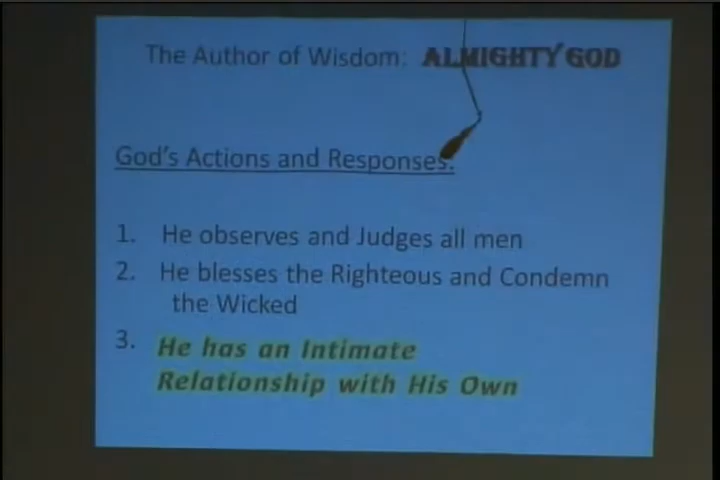 The Author of Wisdom: ALMIGHTY GOD
God's Actions and Responses:
1. He observes and Judges all men
2. He blesses the Righteous and Condemn
the Wicked
3. He has an Intimate
Relationship with His Own